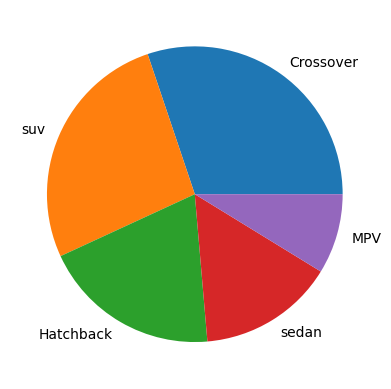 Crossover
suv
Hatchback
sedan
MPV